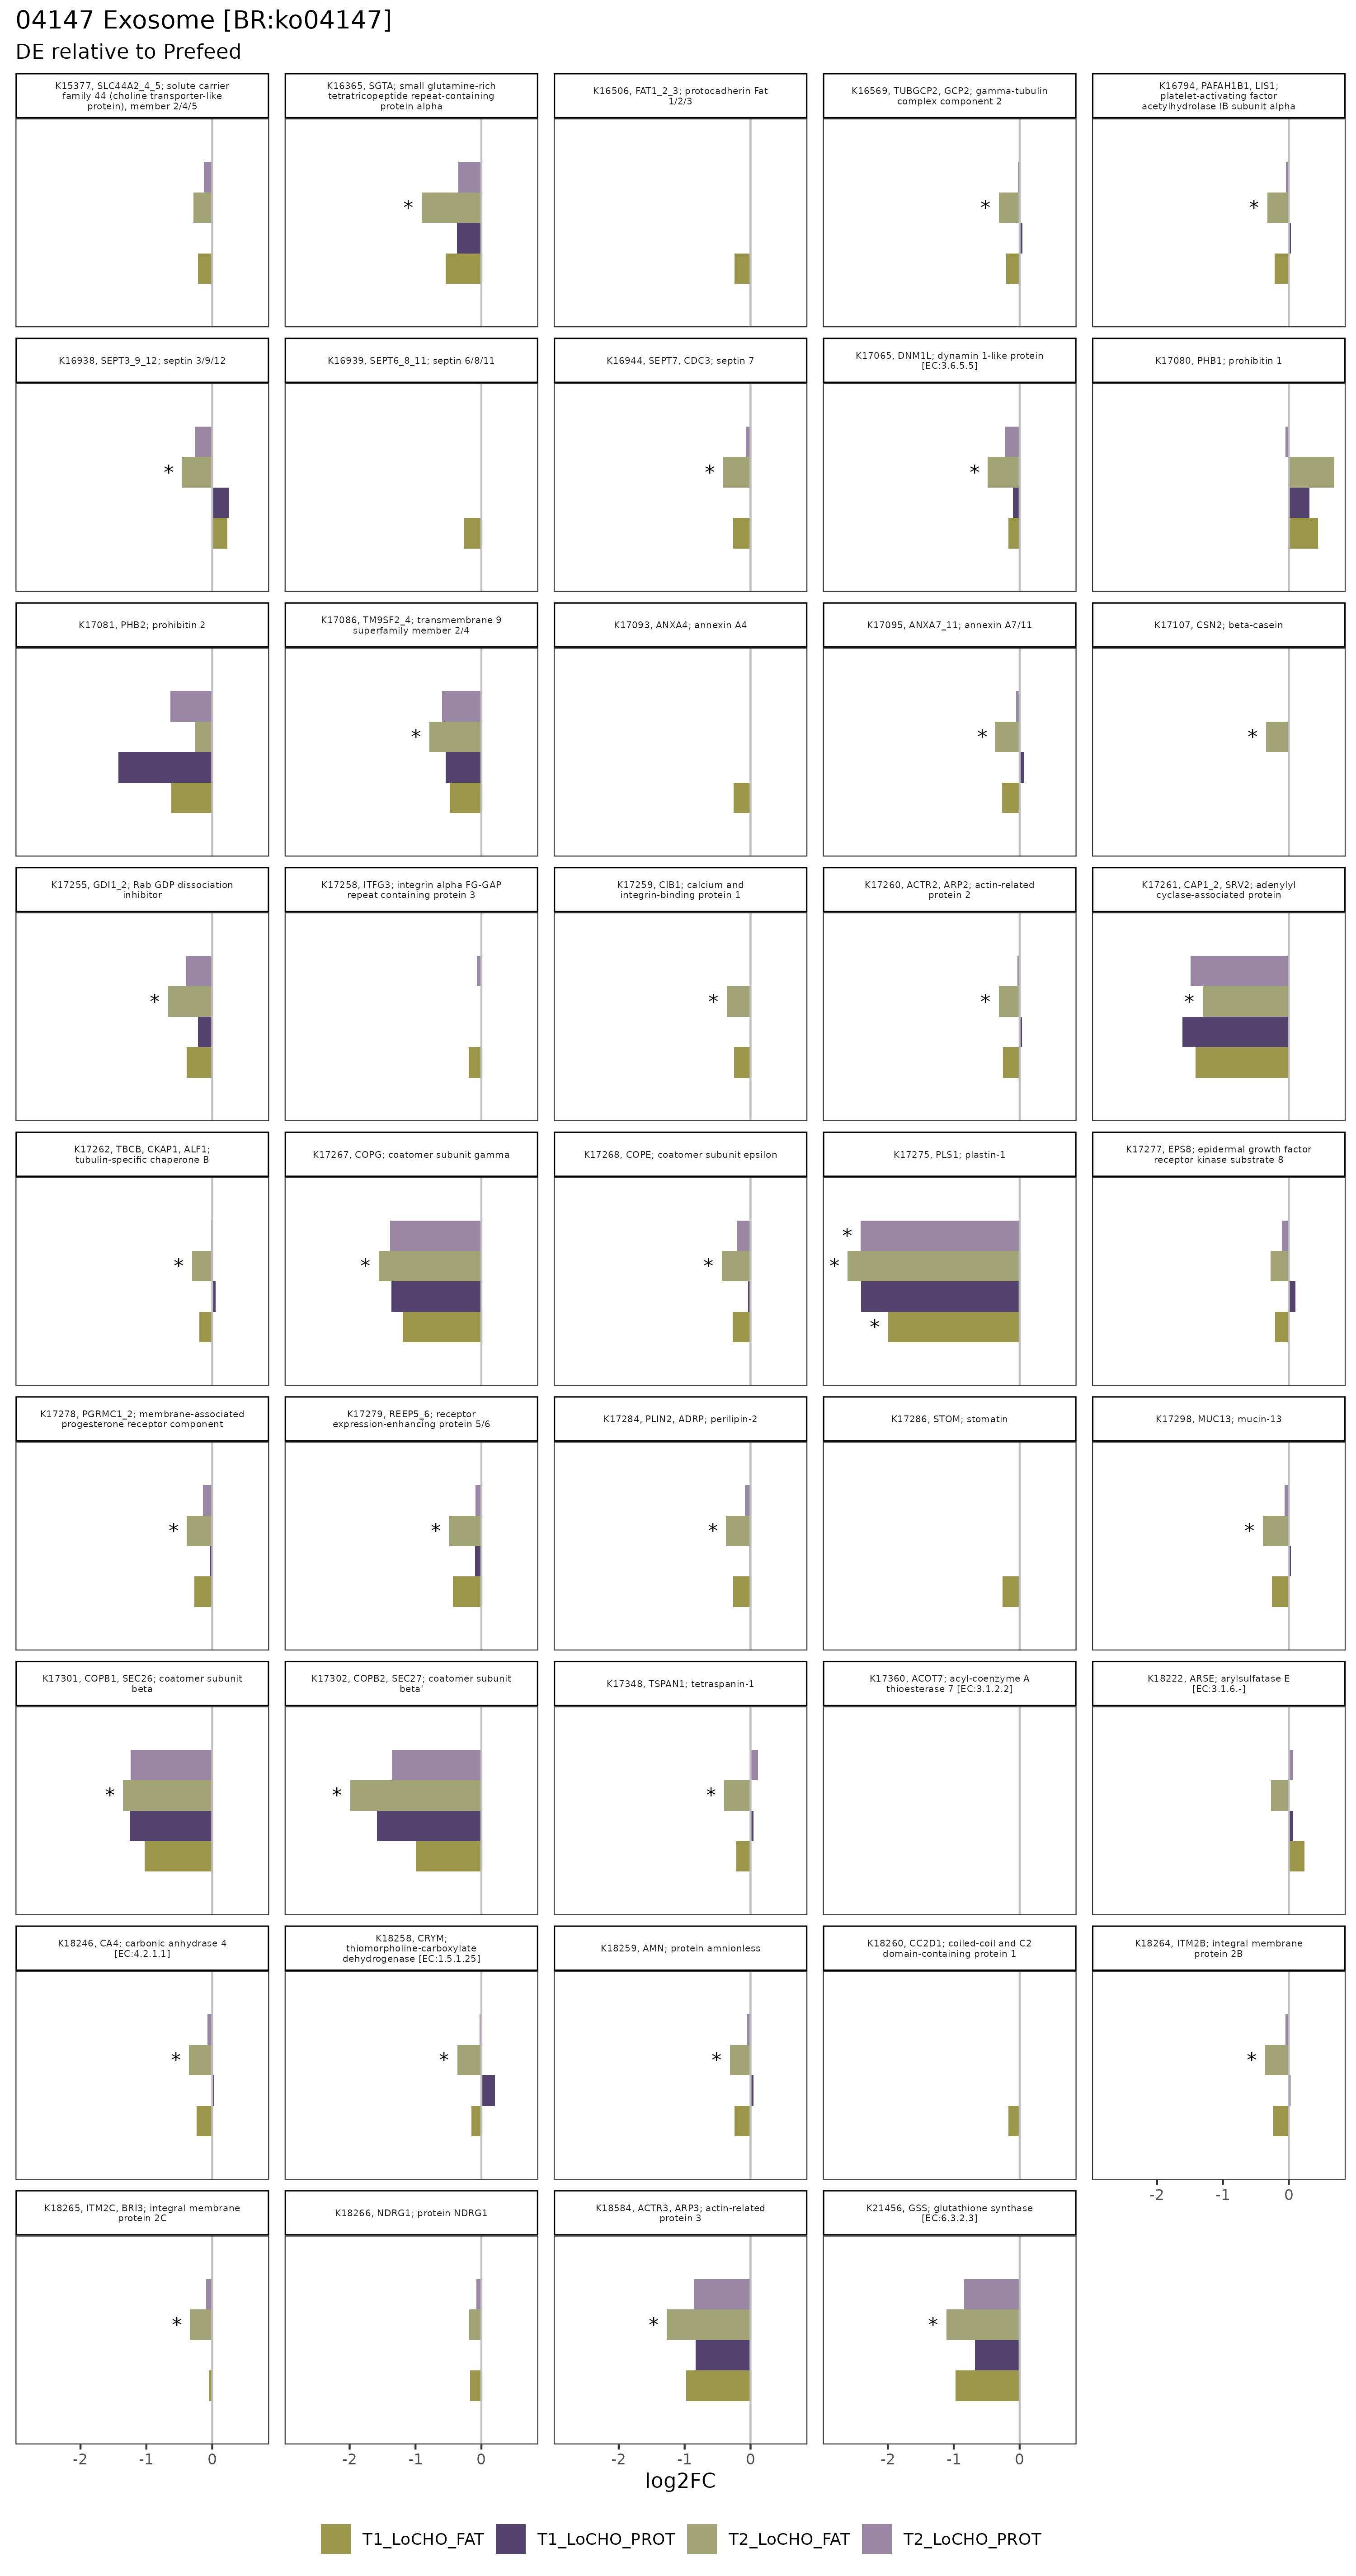 04147 Exosome [BR:ko04147]
DE relative to Prefeed
K15377, SLC44A2_4_5; solute carrier
family 44 (choline transporter-like
protein), member 2/4/5
K16365, SGTA; small glutamine-rich
tetratricopeptide repeat-containing
protein alpha
K16506, FAT1_2_3; protocadherin Fat
1/2/3
K16569, TUBGCP2, GCP2; gamma-tubulin
complex component 2
K16794, PAFAH1B1, LIS1;
platelet-activating factor
acetylhydrolase IB subunit alpha
*
*
*
K16938, SEPT3_9_12; septin 3/9/12
K16939, SEPT6_8_11; septin 6/8/11
K16944, SEPT7, CDC3; septin 7
K17065, DNM1L; dynamin 1-like protein
[EC:3.6.5.5]
K17080, PHB1; prohibitin 1
*
*
*
K17081, PHB2; prohibitin 2
K17086, TM9SF2_4; transmembrane 9
superfamily member 2/4
K17093, ANXA4; annexin A4
K17095, ANXA7_11; annexin A7/11
K17107, CSN2; beta-casein
*
*
*
K17255, GDI1_2; Rab GDP dissociation
inhibitor
K17258, ITFG3; integrin alpha FG-GAP
repeat containing protein 3
K17259, CIB1; calcium and
integrin-binding protein 1
K17260, ACTR2, ARP2; actin-related
protein 2
K17261, CAP1_2, SRV2; adenylyl
cyclase-associated protein
*
*
*
*
K17262, TBCB, CKAP1, ALF1;
tubulin-specific chaperone B
K17267, COPG; coatomer subunit gamma
K17268, COPE; coatomer subunit epsilon
K17275, PLS1; plastin-1
K17277, EPS8; epidermal growth factor
receptor kinase substrate 8
*
*
*
*
*
*
K17278, PGRMC1_2; membrane-associated
progesterone receptor component
K17279, REEP5_6; receptor
expression-enhancing protein 5/6
K17284, PLIN2, ADRP; perilipin-2
K17286, STOM; stomatin
K17298, MUC13; mucin-13
*
*
*
*
K17301, COPB1, SEC26; coatomer subunit
beta
K17302, COPB2, SEC27; coatomer subunit
beta'
K17348, TSPAN1; tetraspanin-1
K17360, ACOT7; acyl-coenzyme A
thioesterase 7 [EC:3.1.2.2]
K18222, ARSE; arylsulfatase E
[EC:3.1.6.-]
*
*
*
K18246, CA4; carbonic anhydrase 4
[EC:4.2.1.1]
K18258, CRYM;
thiomorpholine-carboxylate
dehydrogenase [EC:1.5.1.25]
K18259, AMN; protein amnionless
K18260, CC2D1; coiled-coil and C2
domain-containing protein 1
K18264, ITM2B; integral membrane
protein 2B
*
*
*
*
-2 -1 0
K18265, ITM2C, BRI3; integral membrane
protein 2C
K18266, NDRG1; protein NDRG1
K18584, ACTR3, ARP3; actin-related
protein 3
K21456, GSS; glutathione synthase
[EC:6.3.2.3]
*
*
*
-2 -1 0 -2 -1 0 -2 -1 0 -2 -1 0
log2FC
T1_LoCHO_FAT T1_LoCHO_PROT T2_LoCHO_FAT T2_LoCHO_PROT